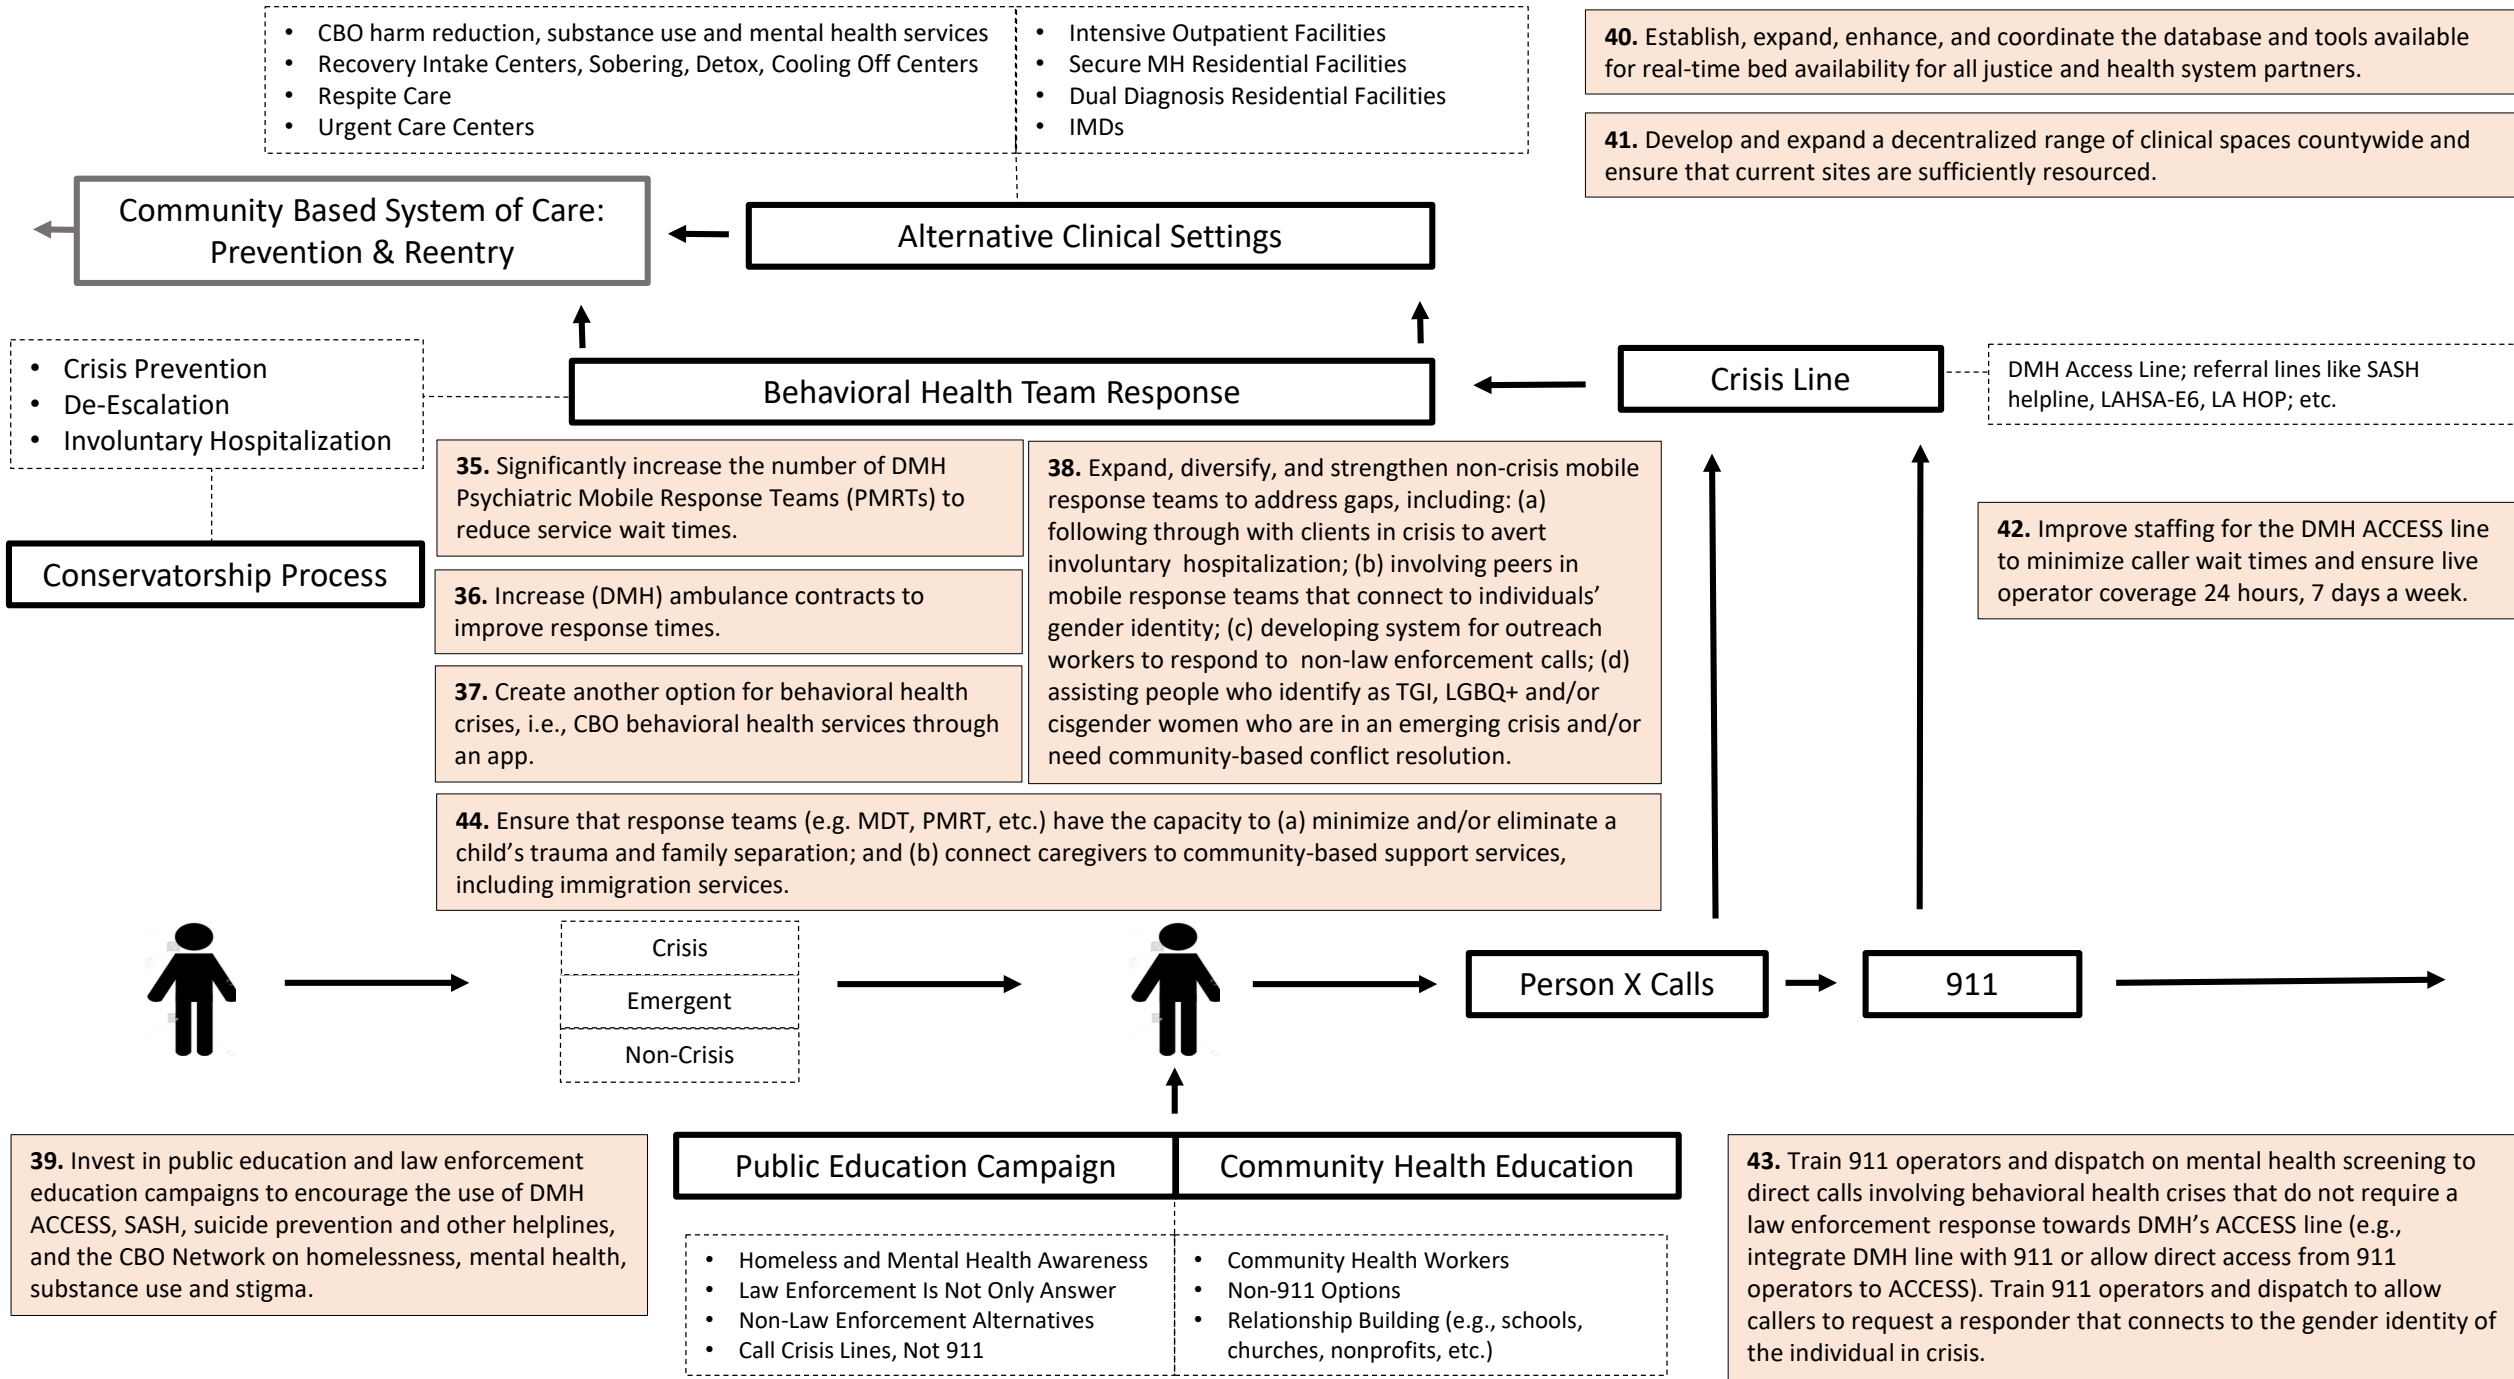 • CBO harm reduction, substance use and mental health services
• Recovery Intake Centers, Sobering, Detox, Cooling Off Centers
• Respite Care
• Urgent Care Centers
• Intensive Outpatient Facilities
• Secure MH Residential Facilities
• Dual Diagnosis Residential Facilities
• IMDs
40. Establish, expand, enhance, and coordinate the database and tools available
for real-time bed availability for all justice and health system partners.
41. Develop and expand a decentralized range of clinical spaces countywide and
ensure that current sites are sufficiently resourced.
Community Based System of Care:
Prevention & Reentry
Alternative Clinical Settings
• Crisis Prevention
• De-Escalation
• Involuntary Hospitalization
Behavioral Health Team Response
Crisis Line
DMH Access Line; referral lines like SASH
helpline, LAHSA-E6, LA HOP; etc.
Conservatorship Process
35. Significantly increase the number of DMH
Psychiatric Mobile Response Teams (PMRTs) to
reduce service wait times.
36. Increase (DMH) ambulance contracts to
improve response times.
37. Create another option for behavioral health
crises, i.e., CBO behavioral health services through
an app.
38. Expand, diversify, and strengthen non-crisis mobile
response teams to address gaps, including: (a)
following through with clients in crisis to avert
involuntary hospitalization; (b) involving peers in
mobile response teams that connect to individuals’
gender identity; (c) developing system for outreach
workers to respond to non-law enforcement calls; (d)
assisting people who identify as TGI, LGBQ+ and/or
cisgender women who are in an emerging crisis and/or
need community-based conflict resolution.
42. Improve staffing for the DMH ACCESS line
to minimize caller wait times and ensure live
operator coverage 24 hours, 7 days a week.
44. Ensure that response teams (e.g. MDT, PMRT, etc.) have the capacity to (a) minimize and/or eliminate a
child’s trauma and family separation; and (b) connect caregivers to community-based support services,
including immigration services.
Crisis
Emergent
Non-Crisis
Person X Calls
911
39. Invest in public education and law enforcement
education campaigns to encourage the use of DMH
ACCESS, SASH, suicide prevention and other helplines,
and the CBO Network on homelessness, mental health,
substance use and stigma.
Public Education Campaign
Community Health Education
• Homeless and Mental Health Awareness
• Law Enforcement Is Not Only Answer
• Non-Law Enforcement Alternatives
• Call Crisis Lines, Not 911
• Community Health Workers
• Non-911 Options
• Relationship Building (e.g., schools,
churches, nonprofits, etc.)
43. Train 911 operators and dispatch on mental health screening to
direct calls involving behavioral health crises that do not require a
law enforcement response towards DMH’s ACCESS line (e.g.,
integrate DMH line with 911 or allow direct access from 911
operators to ACCESS). Train 911 operators and dispatch to allow
callers to request a responder that connects to the gender identity of
the individual in crisis.